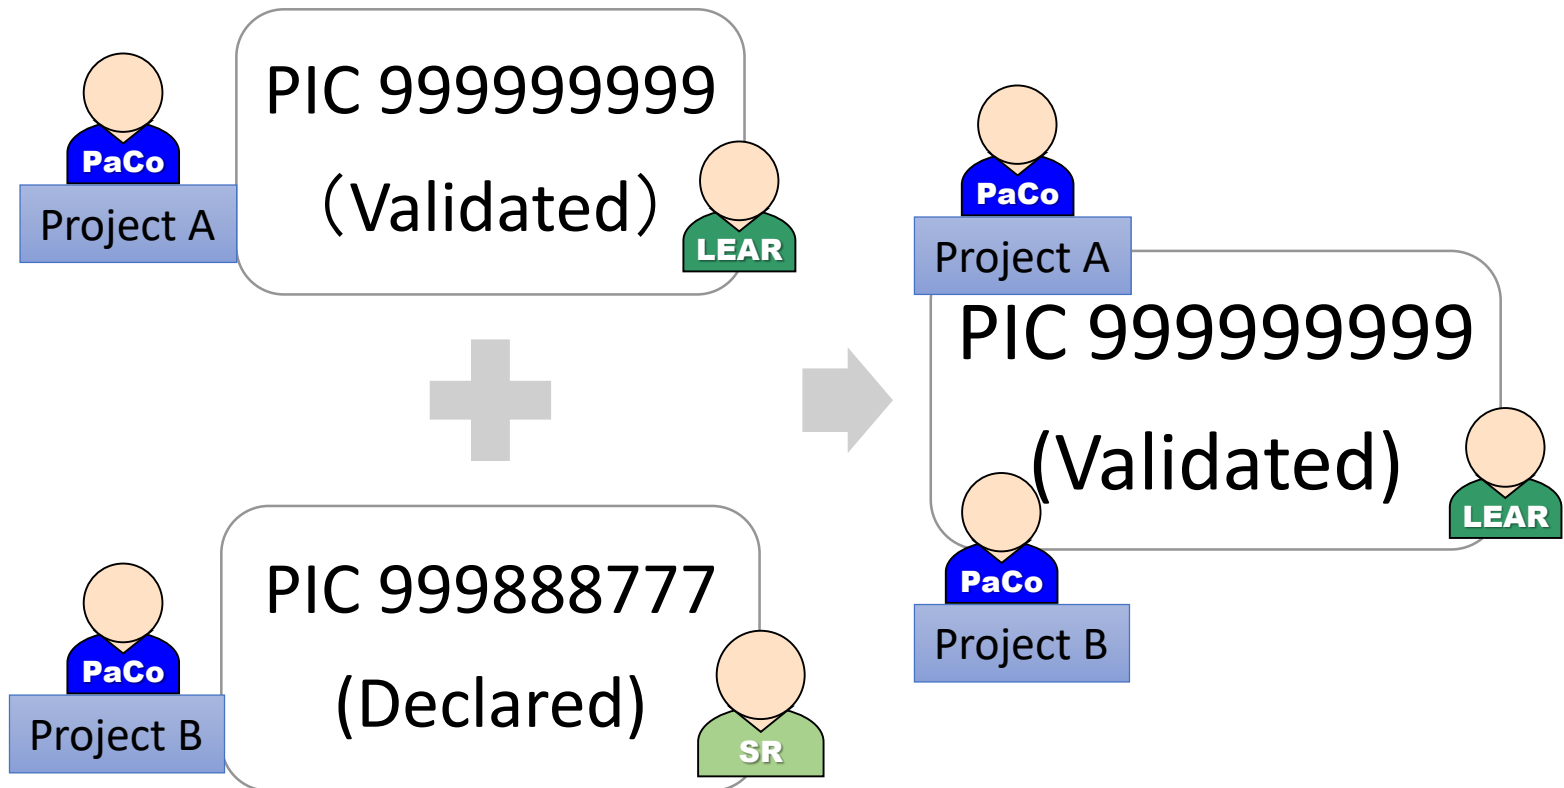 PIC 999999999
（Validated）
PaCo
Project A
LEAR
PIC 999888777
(Declared)
PaCo
Project B
SR
PaCo
Project A
PIC 999999999
(Validated)
LEAR
PaCo
Project B